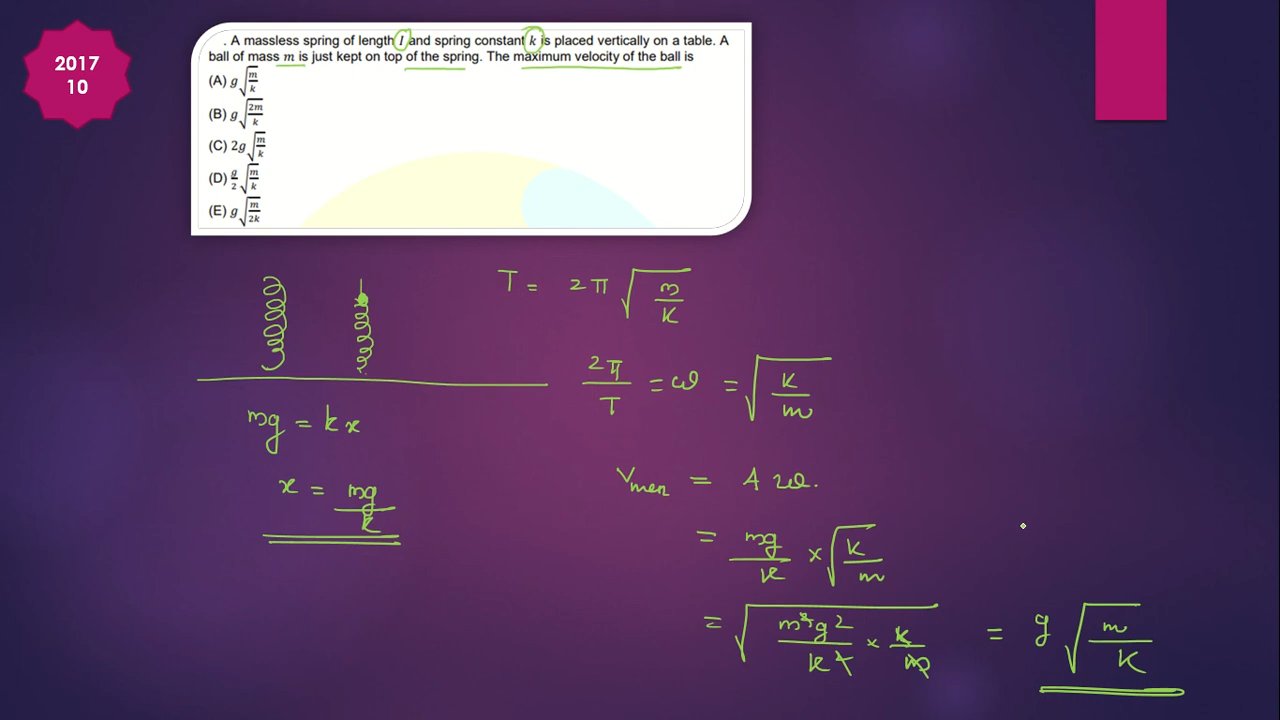 2017
10
. A massless spring of length l and spring constant k is placed vertically on a table. A
ball of mass m is just kept on top of the spring. The maximum velocity of the ball is
(A) g√(m/k)
(B) g√(2m/k)
(C) 2g√(m/k)
(D) g/2 √(m/k)
(E) g√(m/2k)
T = 2π √(m/K)
2π/T = ω = √(K/m)
mg = kx
x = mg/k
Vmax = Aω.
= mg/k × √(K/m)
= √(m²g²/k² × k/m) = g √(m/K)